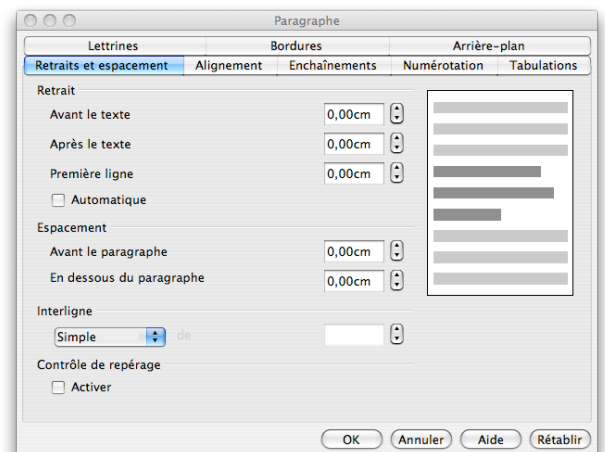 Paragraphe
Lettrines Bordures Arrière-plan
Retraits et espacement Alignement Enchaînements Numérotation Tabulations
Retrait
Avant le texte 0,00cm
Après le texte 0,00cm
Première ligne 0,00cm
Automatique
Espacement
Avant le paragraphe 0,00cm
En dessous du paragraphe 0,00cm
Interligne
Simple de
Contrôle de repérage
Activer
OK Annuler Aide Rétablir